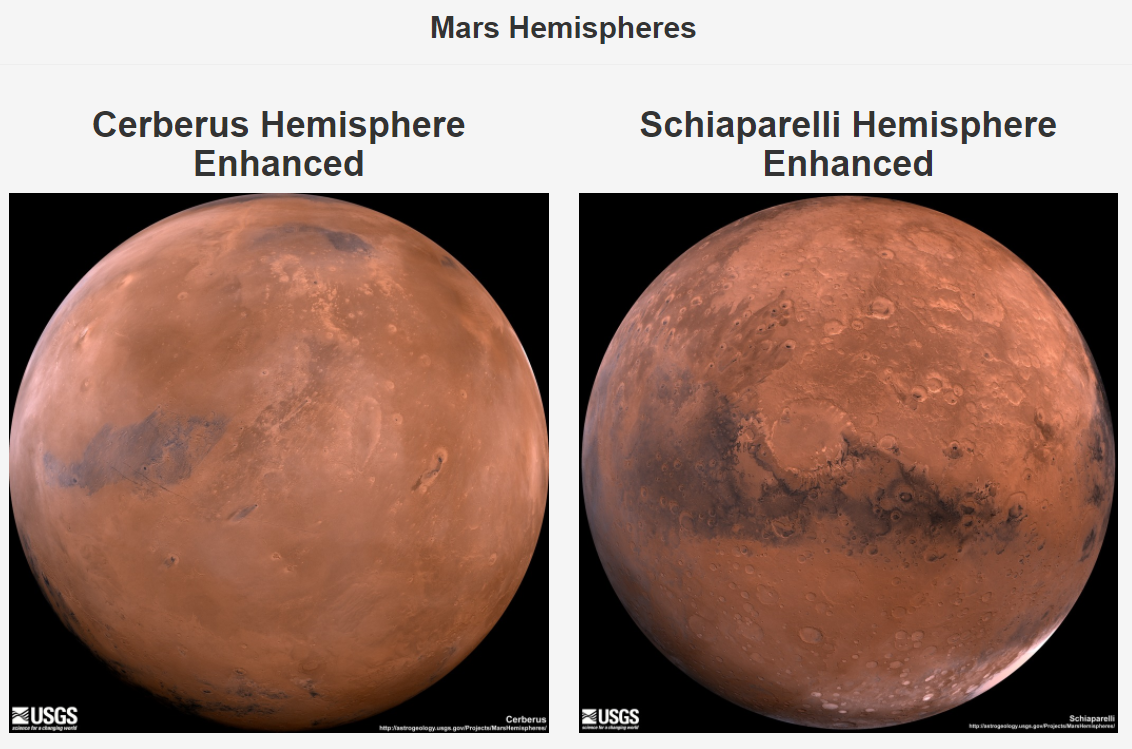 Mars Hemispheres
Cerberus Hemisphere
Enhanced
Schiaparelli Hemisphere
Enhanced
USGS
science for a changing world
Cerberus
http://astrogeology.usgs.gov/Projects/MarsHemispheres/
USGS
science for a changing world
Schiaparelli
http://astrogeology.usgs.gov/Projects/MarsHemispheres/